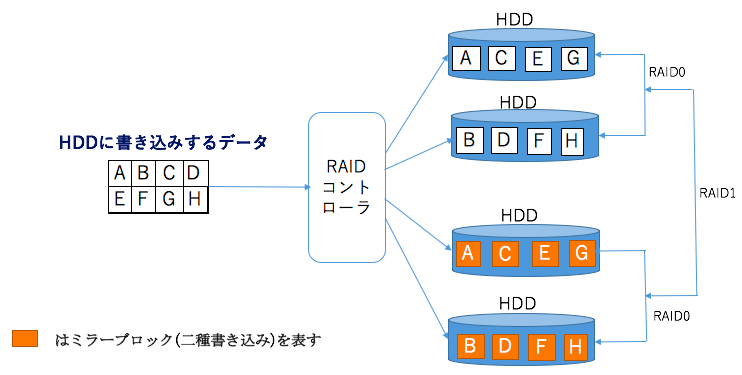 HDDに書き込みするデータ
A B C D
E F G H
RAID
コント
ローラ
HDD
A C E G
HDD
B D F H
RAID0
RAID1
HDD
A C E G
HDD
B D F H
RAID0
はミラーブロック(二種書き込み)を表す